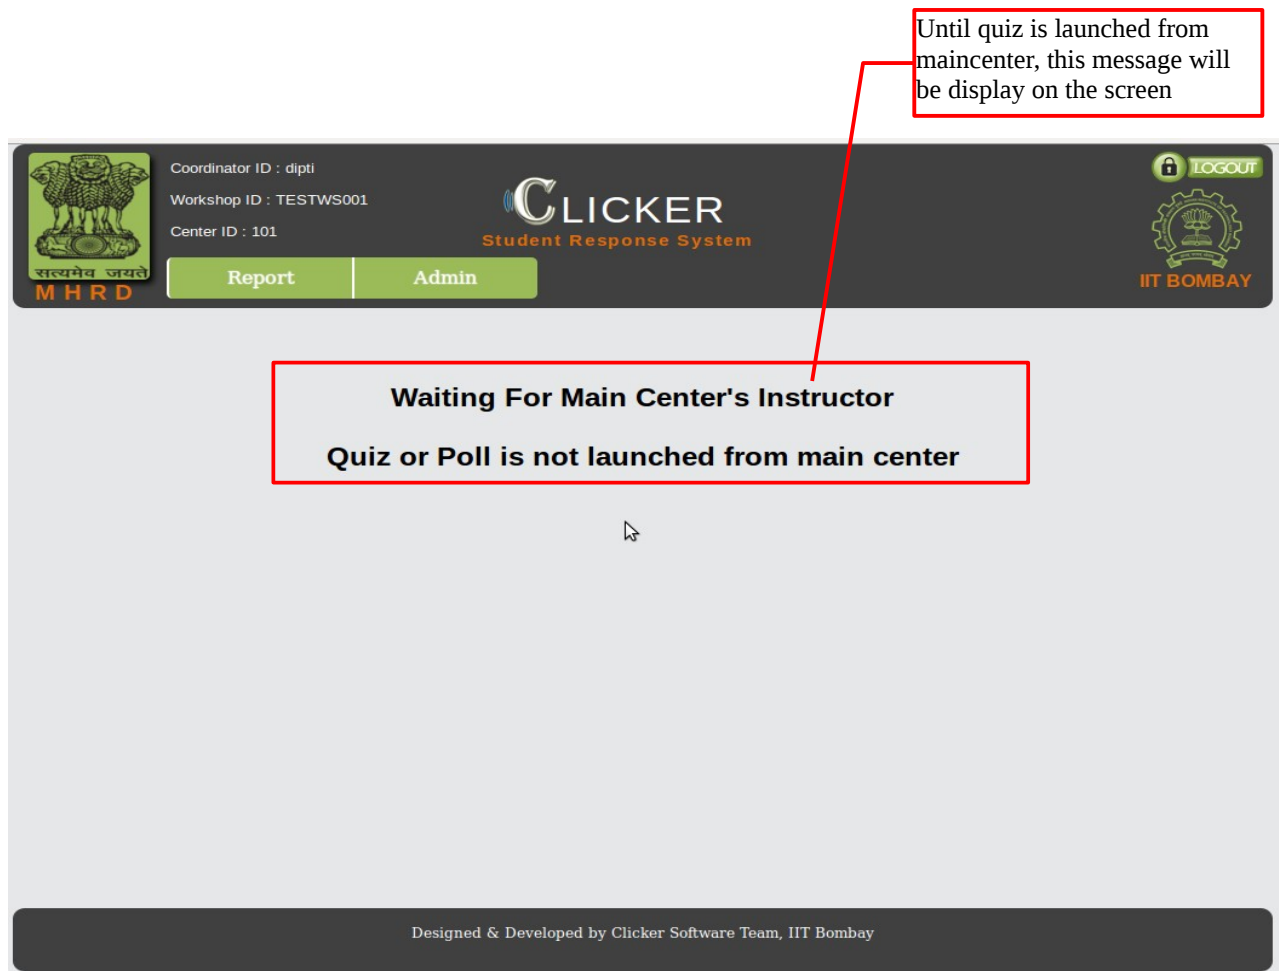 Until quiz is launched from
maincenter, this message will
be display on the screen
Coordinator ID : dipti
Workshop ID : TESTWS001
Center ID : 101
CLICKER
Student Response System
LOGOUT
सत्यमेव जयते
MHRD
Report
Admin
IIT BOMBAY
Waiting For Main Center's Instructor
Quiz or Poll is not launched from main center
Designed & Developed by Clicker Software Team, IIT Bombay